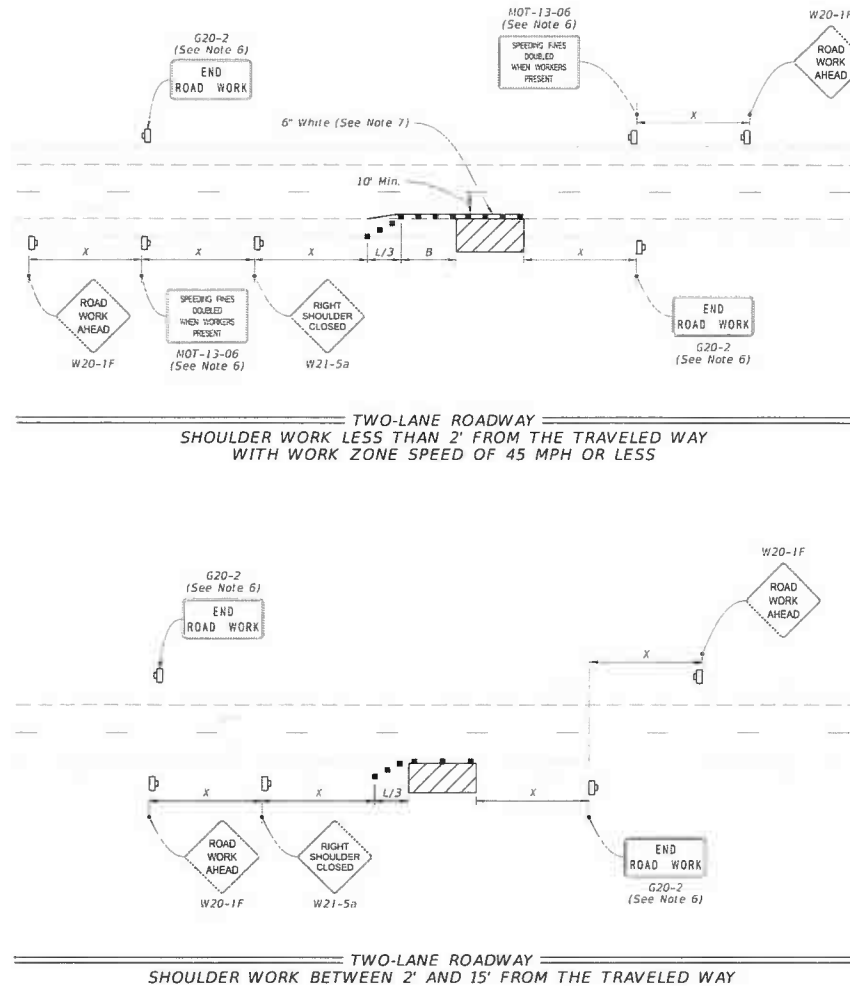 MOT-13-06
(See Note 6)
SPEEDING FINES
DOUBLED
WHEN WORKERS
PRESENT
W20-1F
ROAD
WORK
AHEAD
G20-2
(See Note 6)
END
ROAD WORK
6" White (See Note 7)
X
10' Min.
X
X
X
L/3
B
X
ROAD
WORK
AHEAD
W20-1F
SPEEDING FINES
DOUBLED
WHEN WORKERS
PRESENT
MOT-13-06
(See Note 6)
RIGHT
SHOULDER
CLOSED
W21-5a
END
ROAD WORK
G20-2
(See Note 6)
TWO-LANE ROADWAY
SHOULDER WORK LESS THAN 2' FROM THE TRAVELED WAY
WITH WORK ZONE SPEED OF 45 MPH OR LESS
W20-1F
ROAD
WORK
AHEAD
G20-2
(See Note 6)
END
ROAD WORK
X
X
X
L/3
X
ROAD
WORK
AHEAD
W20-1F
RIGHT
SHOULDER
CLOSED
W21-5a
END
ROAD WORK
G20-2
(See Note 6)
TWO-LANE ROADWAY
SHOULDER WORK BETWEEN 2' AND 15' FROM THE TRAVELED WAY